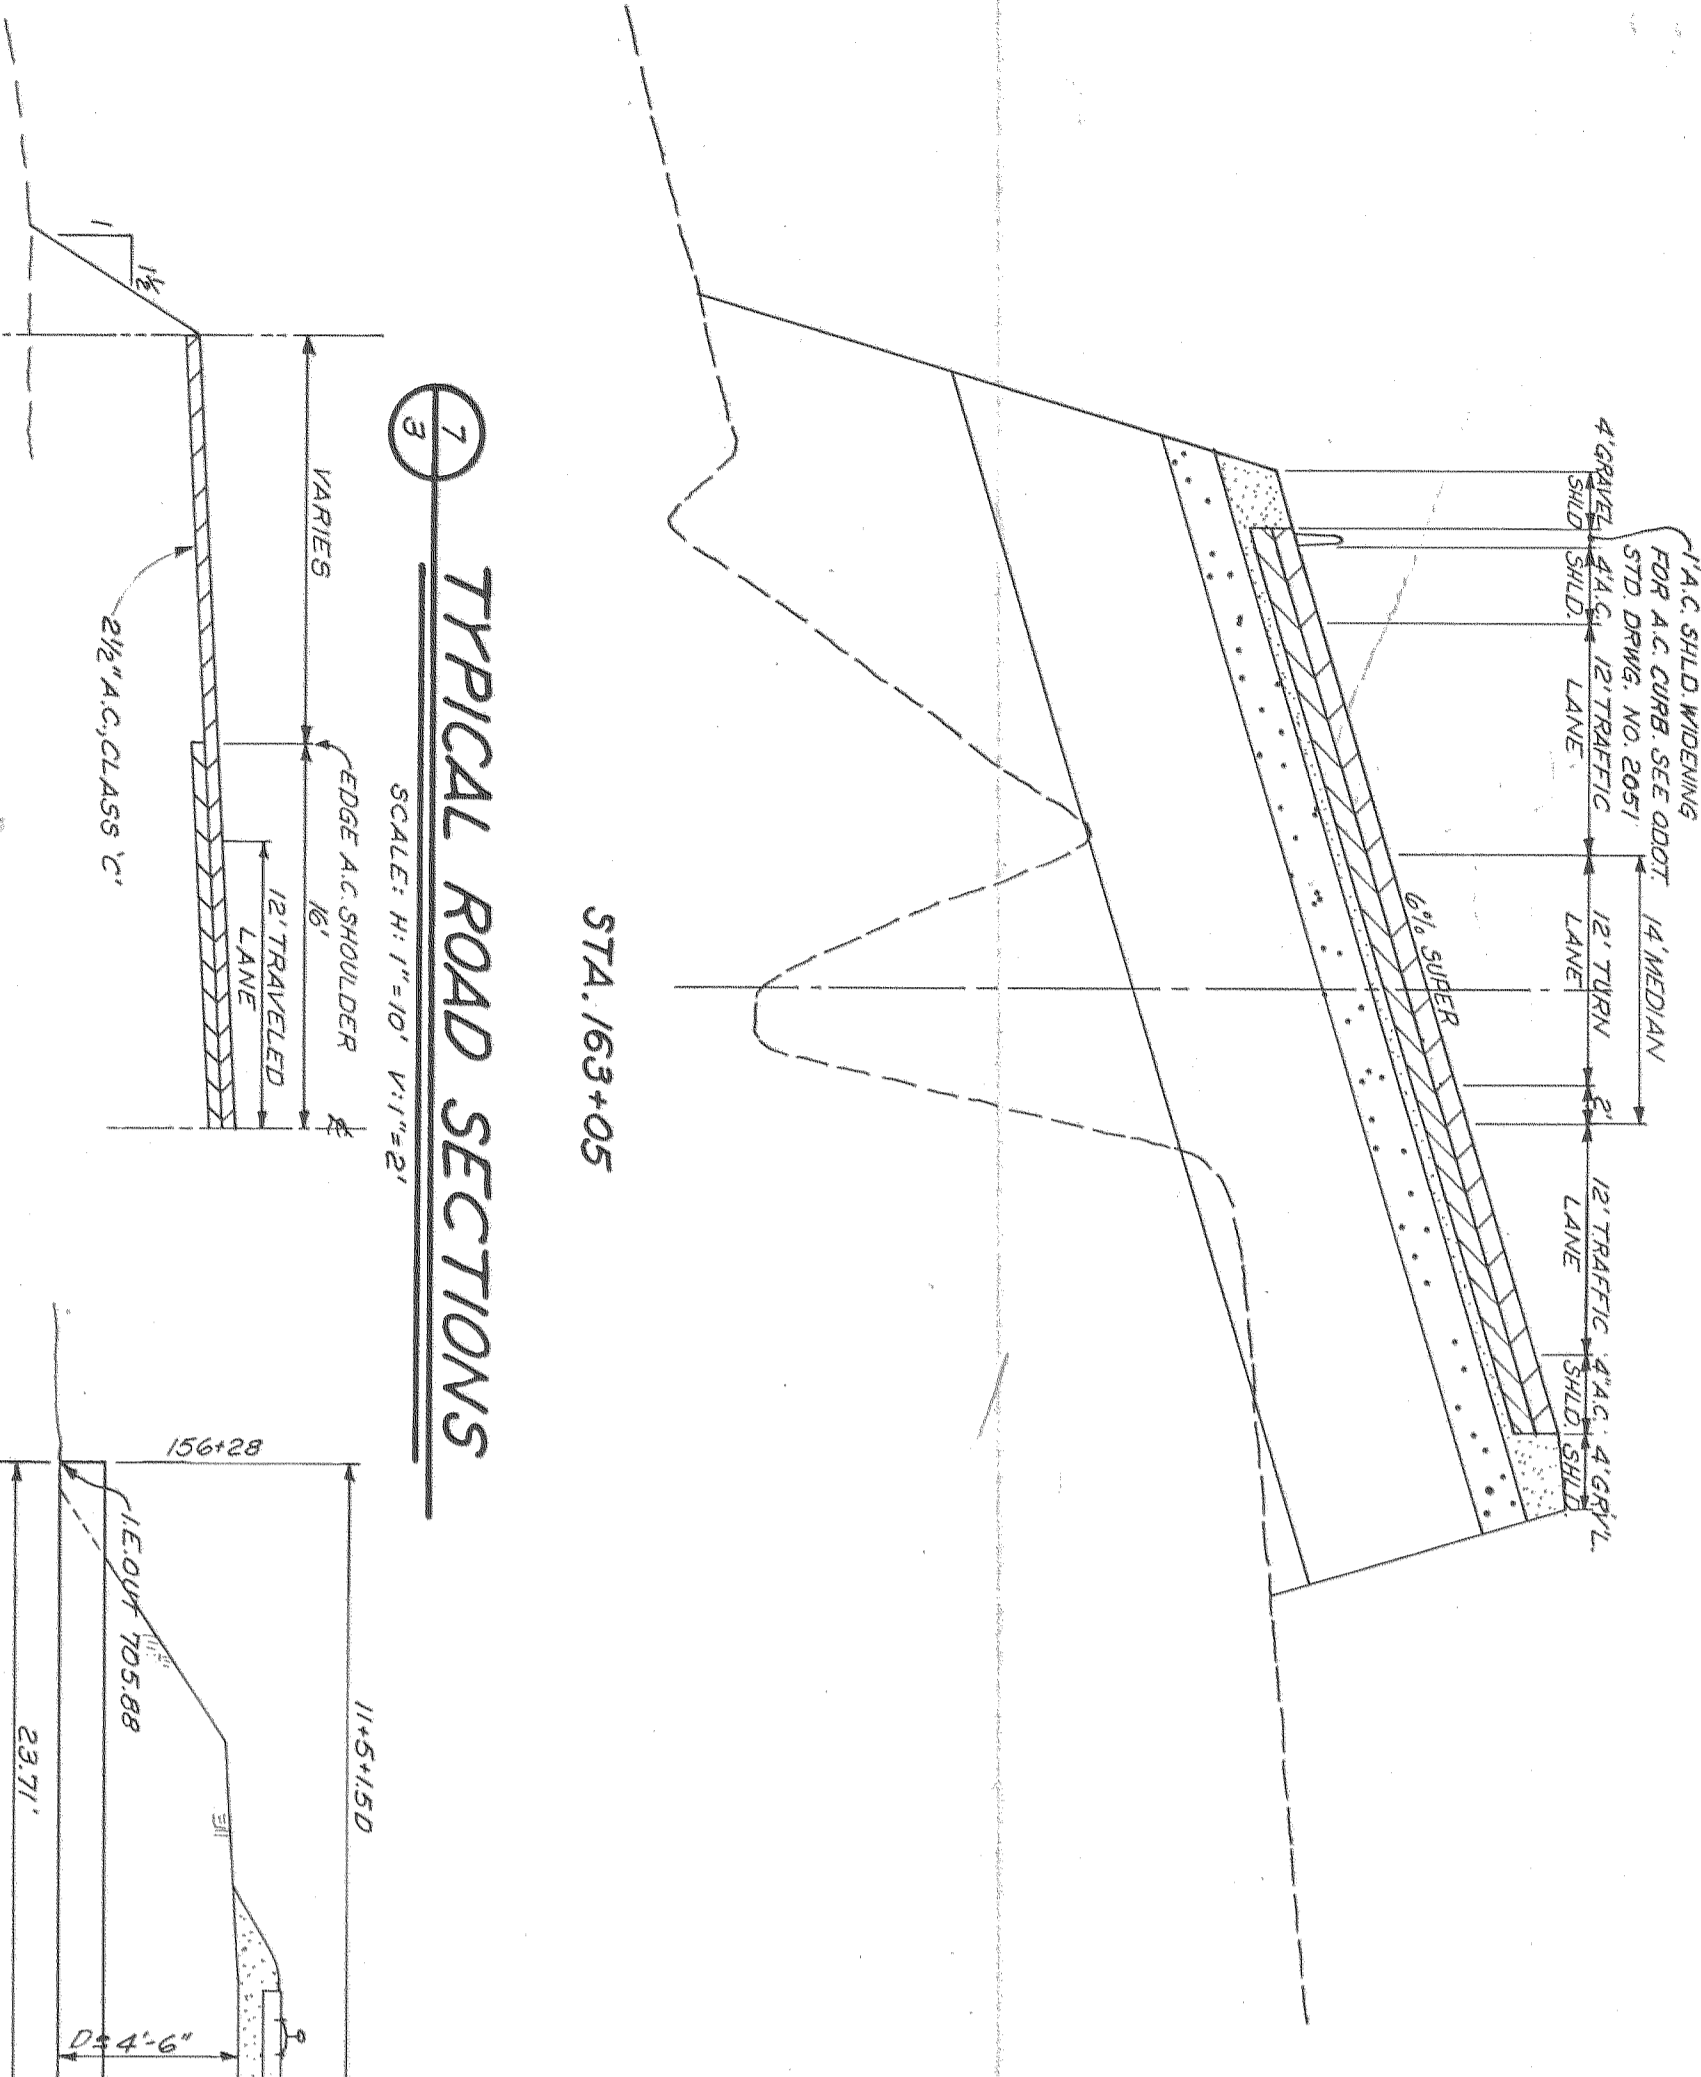 1' A.C. SHLD. WIDENING
FOR A.C. CURB. SEE O.D.O.T.
STD. DRWG. NO. 2051
14' MEDIAN
4' GRAVEL
SHLD.
4' A.C.
SHLD.
12' TRAFFIC
LANE
12' TURN
LANE
2'
12' TRAFFIC
LANE
4' A.C.
SHLD.
4' GRV'L.
SHLD.
6% SUPER
STA. 163+05
7
3
TYPICAL ROAD SECTIONS
SCALE: H: 1"=10' V: 1"=2'
VARIES
EDGE A.C. SHOULDER
16'
12' TRAVELED
LANE
℄
1
1½
2½" A.C., CLASS 'C'
11+5+1.5D
156+28
I.E. OUT 705.88
D= 4'-6"
23.71'